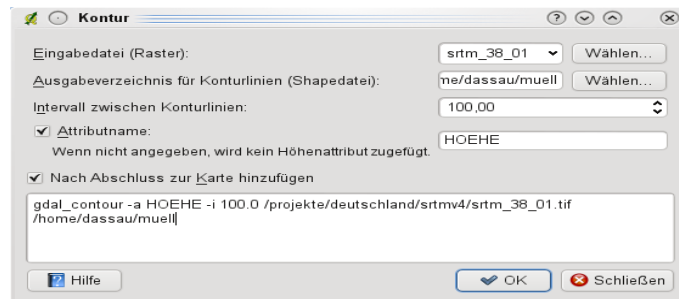 Kontur
Eingabedatei (Raster): srtm_38_01 Wählen...
Ausgabeverzeichnis für Konturlinien (Shapedatei): me/dassau/muell Wählen...
Intervall zwischen Konturlinien: 100,00
Attributname:
Wenn nicht angegeben, wird kein Höhenattribut zugefügt. HOEHE
Nach Abschluss zur Karte hinzufügen
gdal_contour -a HOEHE -i 100.0 /projekte/deutschland/srtmv4/srtm_38_01.tif
/home/dassau/muell
Hilfe OK Schließen